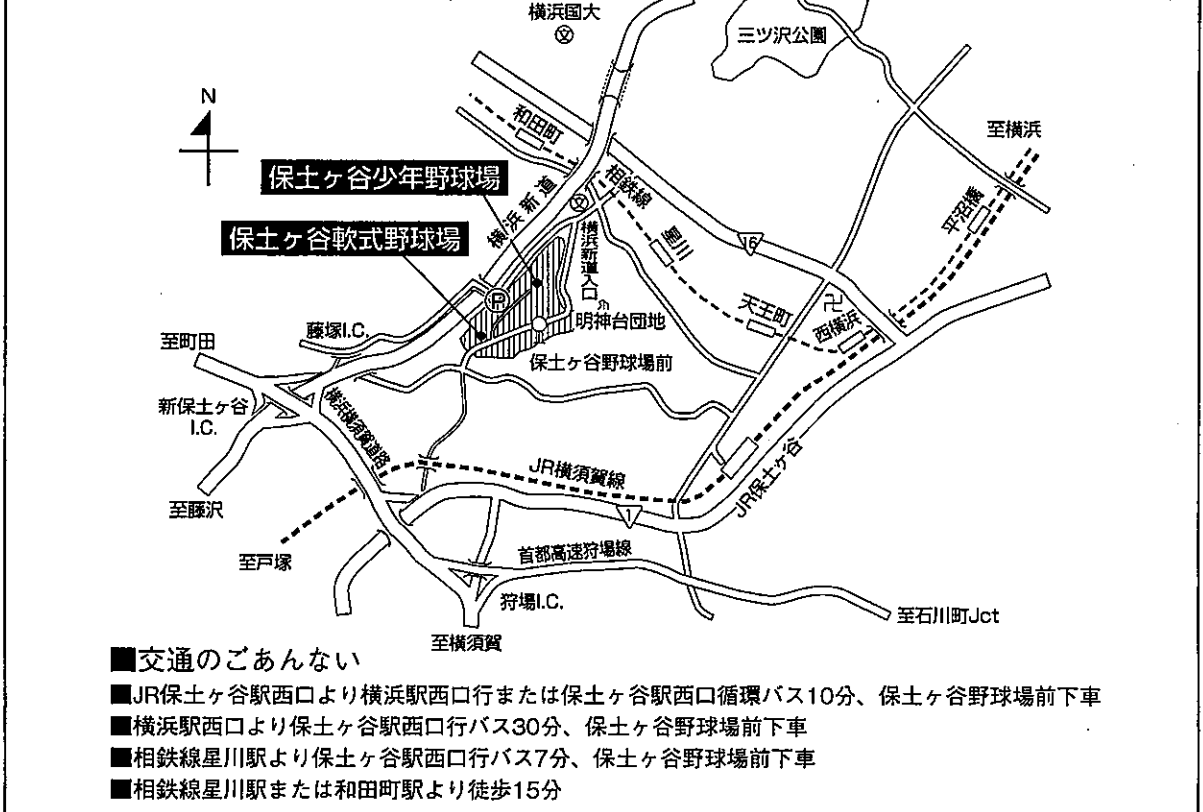 横浜国大
文
三ツ沢公園
N
和田町
至横浜
保土ヶ谷少年野球場
相鉄線
平沼橋
横浜新道
文
保土ヶ谷軟式野球場
横浜新道入口
星川
16
P
天王町
卍
明神台団地
西横浜
藤塚I.C.
至町田
保土ヶ谷野球場前
新保土ヶ谷
I.C.
横浜横須賀道路
JR横須賀線
JR保土ヶ谷
至藤沢
1
至戸塚
首都高速狩場線
狩場I.C.
至石川町Jct
至横須賀
■交通のごあんない
■JR保土ヶ谷駅西口より横浜駅西口行または保土ヶ谷駅西口循環バス10分、保土ヶ谷野球場前下車
■横浜駅西口より保土ヶ谷駅西口行バス30分、保土ヶ谷野球場前下車
■相鉄線星川駅より保土ヶ谷駅西口行バス7分、保土ヶ谷野球場前下車
■相鉄線星川駅または和田町駅より徒歩15分